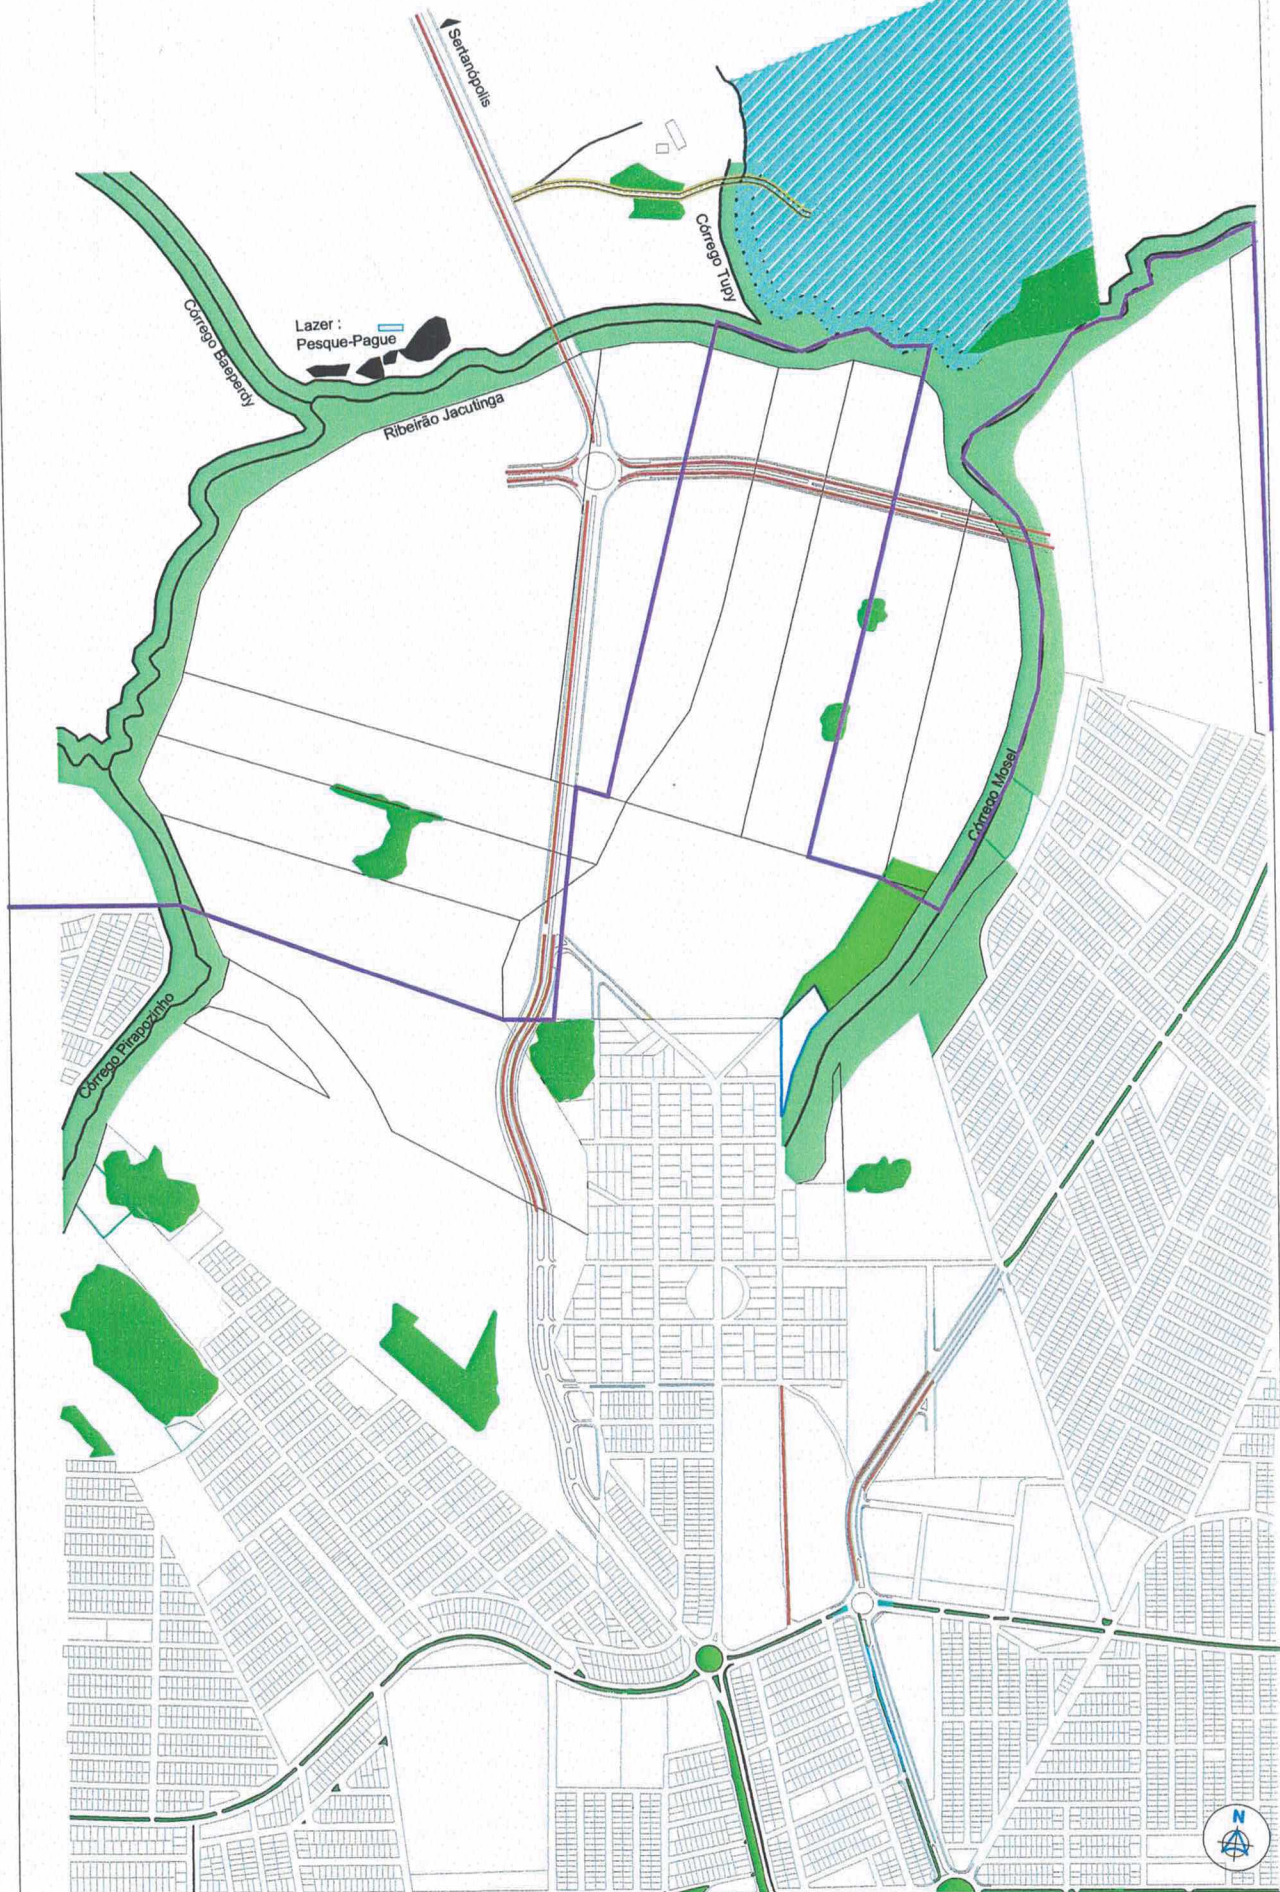 Sertanópolis
Córrego Tupy
Córrego Baeperdy
Lazer :
Pesque-Pague
Ribeirão Jacutinga
Córrego Mosel
Córrego Pirapozinho
N